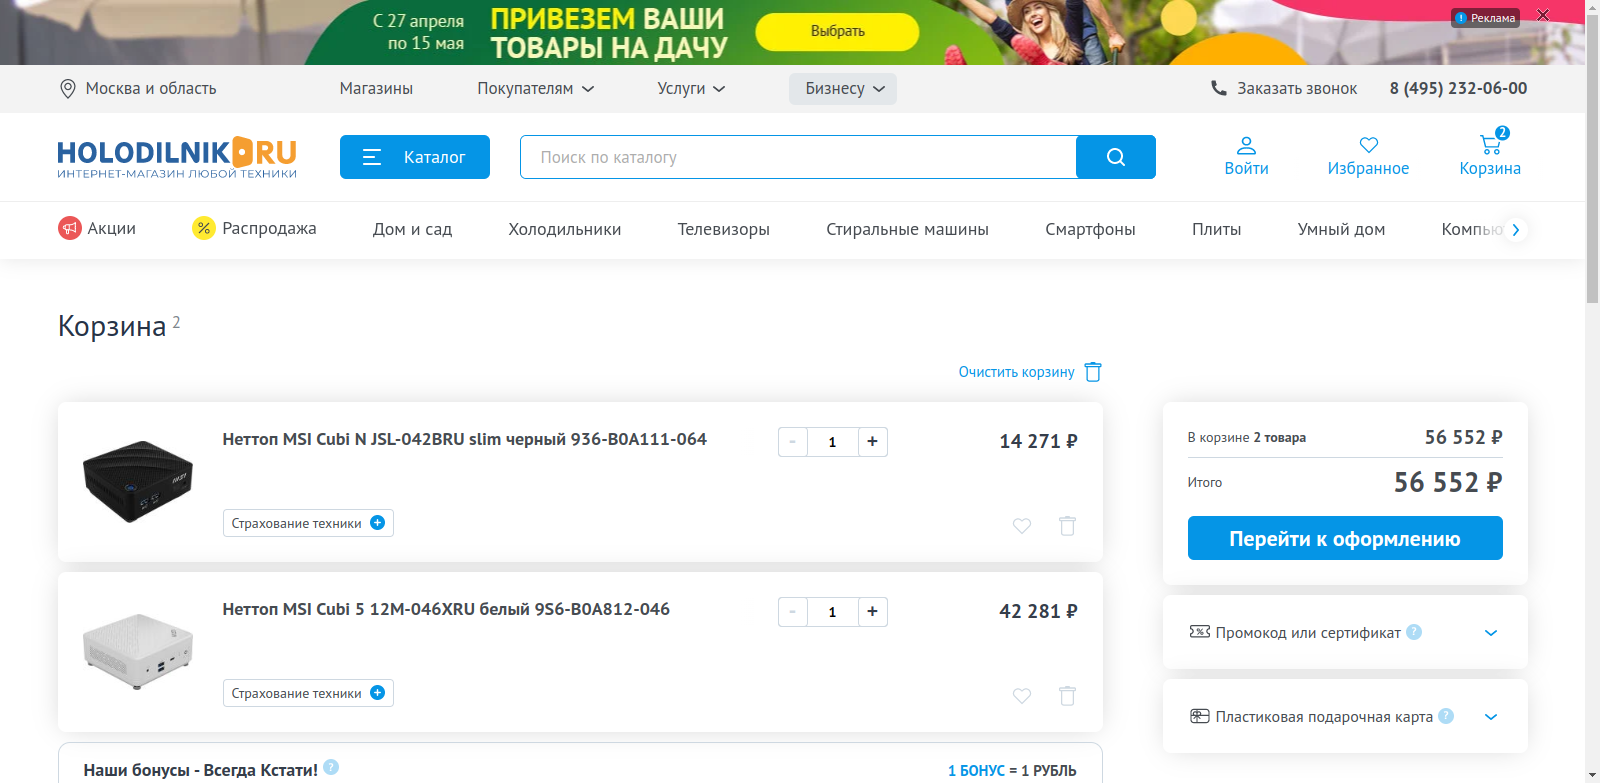 С 27 апреля
по 15 мая
ПРИВЕЗЕМ ВАШИ
ТОВАРЫ НА ДАЧУ
Выбрать
Реклама
Москва и область
Магазины
Покупателям
Услуги
Бизнесу
Заказать звонок
8 (495) 232-06-00
HOLODILNIK RU
ИНТЕРНЕТ-МАГАЗИН ЛЮБОЙ ТЕХНИКИ
Каталог
Поиск по каталогу
Войти
Избранное
2
Корзина
Акции
% Распродажа
Дом и сад
Холодильники
Телевизоры
Стиральные машины
Смартфоны
Плиты
Умный дом
Компью
Корзина 2
Очистить корзину
Неттоп MSI Cubi N JSL-042BRU slim черный 936-B0A111-064
- 1 +
14 271 ₽
Страхование техники +
Неттоп MSI Cubi 5 12M-046XRU белый 9S6-B0A812-046
- 1 +
42 281 ₽
Страхование техники +
Наши бонусы - Всегда Кстати! ?
1 БОНУС = 1 РУБЛЬ
В корзине 2 товара
56 552 ₽
Итого
56 552 ₽
Перейти к оформлению
Промокод или сертификат ?
Пластиковая подарочная карта ?